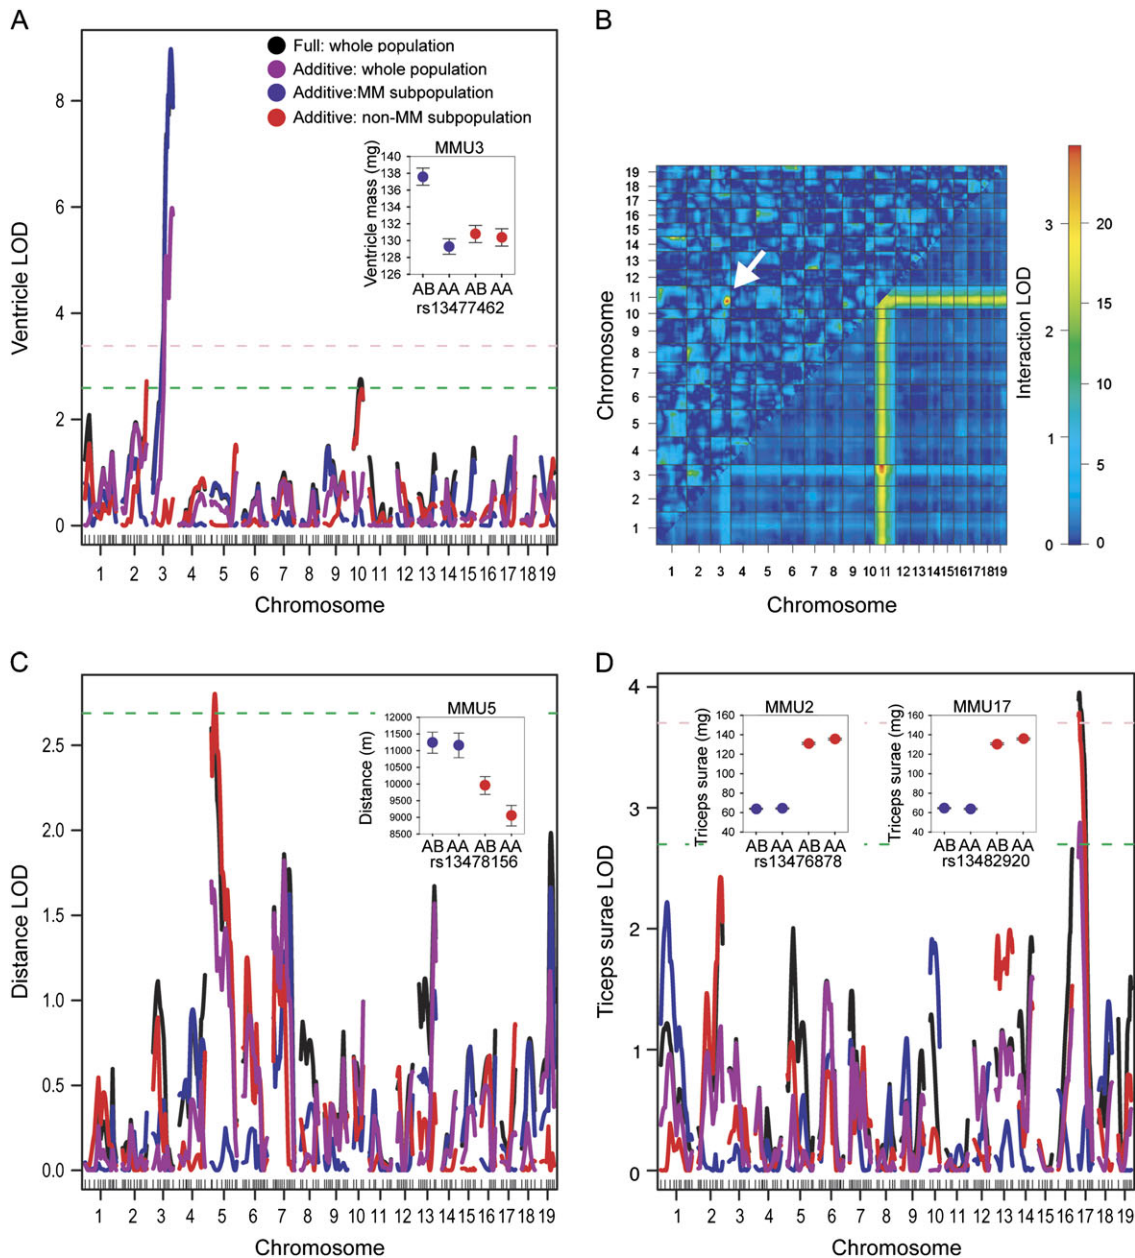 A
Full: whole population
Additive: whole population
Additive:MM subpopulation
Additive: non-MM subpopulation
Ventricle LOD
8
6
4
2
0
MMU3
Ventricle mass (mg)
140
138
136
134
132
130
128
126
AB AA AB AA
rs13477462
1 2 3 4 5 6 7 8 9 10 11 12 13 14 15 16 17 18 19
Chromosome
B
Chromosome
19
18
17
16
15
14
13
12
11
10
9
8
7
6
5
4
3
2
1
1 2 3 4 5 6 7 8 9 10 11 12 13 14 15 16 17 18 19
Chromosome
Interaction LOD
3
2
1
0
20
15
10
5
0
C
Distance LOD
2.5
2.0
1.5
1.0
0.5
0.0
MMU5
Distance (m)
12000
11500
11000
10500
10000
9500
9000
8500
AB AA AB AA
rs13478156
1 2 3 4 5 6 7 8 9 10 11 12 13 14 15 16 17 18 19
Chromosome
D
Ticeps surae LOD
4
3
2
1
0
MMU2
Triceps surae (mg)
160
140
120
100
80
60
40
AB AA AB AA
rs13476878
MMU17
Triceps surae (mg)
160
140
120
100
80
60
40
AB AA AB AA
rs13482920
1 2 3 4 5 6 7 8 9 10 11 12 13 14 15 16 17 18 19
Chromosome